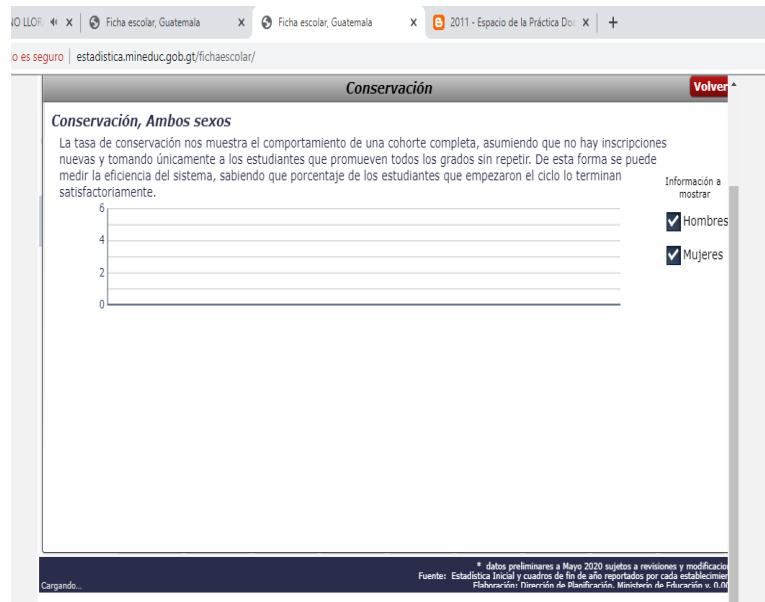 NO LLOR
Ficha escolar, Guatemala
Ficha escolar, Guatemala
2011 - Espacio de la Práctica Doc
o es seguro | estadistica.mineduc.gob.gt/fichaescolar/
Conservación
Volver
Conservación, Ambos sexos
La tasa de conservación nos muestra el comportamiento de una cohorte completa, asumiendo que no hay inscripciones
nuevas y tomando únicamente a los estudiantes que promueven todos los grados sin repetir. De esta forma se puede
medir la eficiencia del sistema, sabiendo que porcentaje de los estudiantes que empezaron el ciclo lo terminan
satisfactoriamente.
Información a
mostrar
Hombres
Mujeres
6
4
2
0
* datos preliminares a Mayo 2020 sujetos a revisiones y modificacio
Fuente: Estadística Inicial y cuadros de fin de año reportados por cada establecimier
Elaboración: Dirección de Planificación, Ministerio de Educación v. 0.00
Cargando...